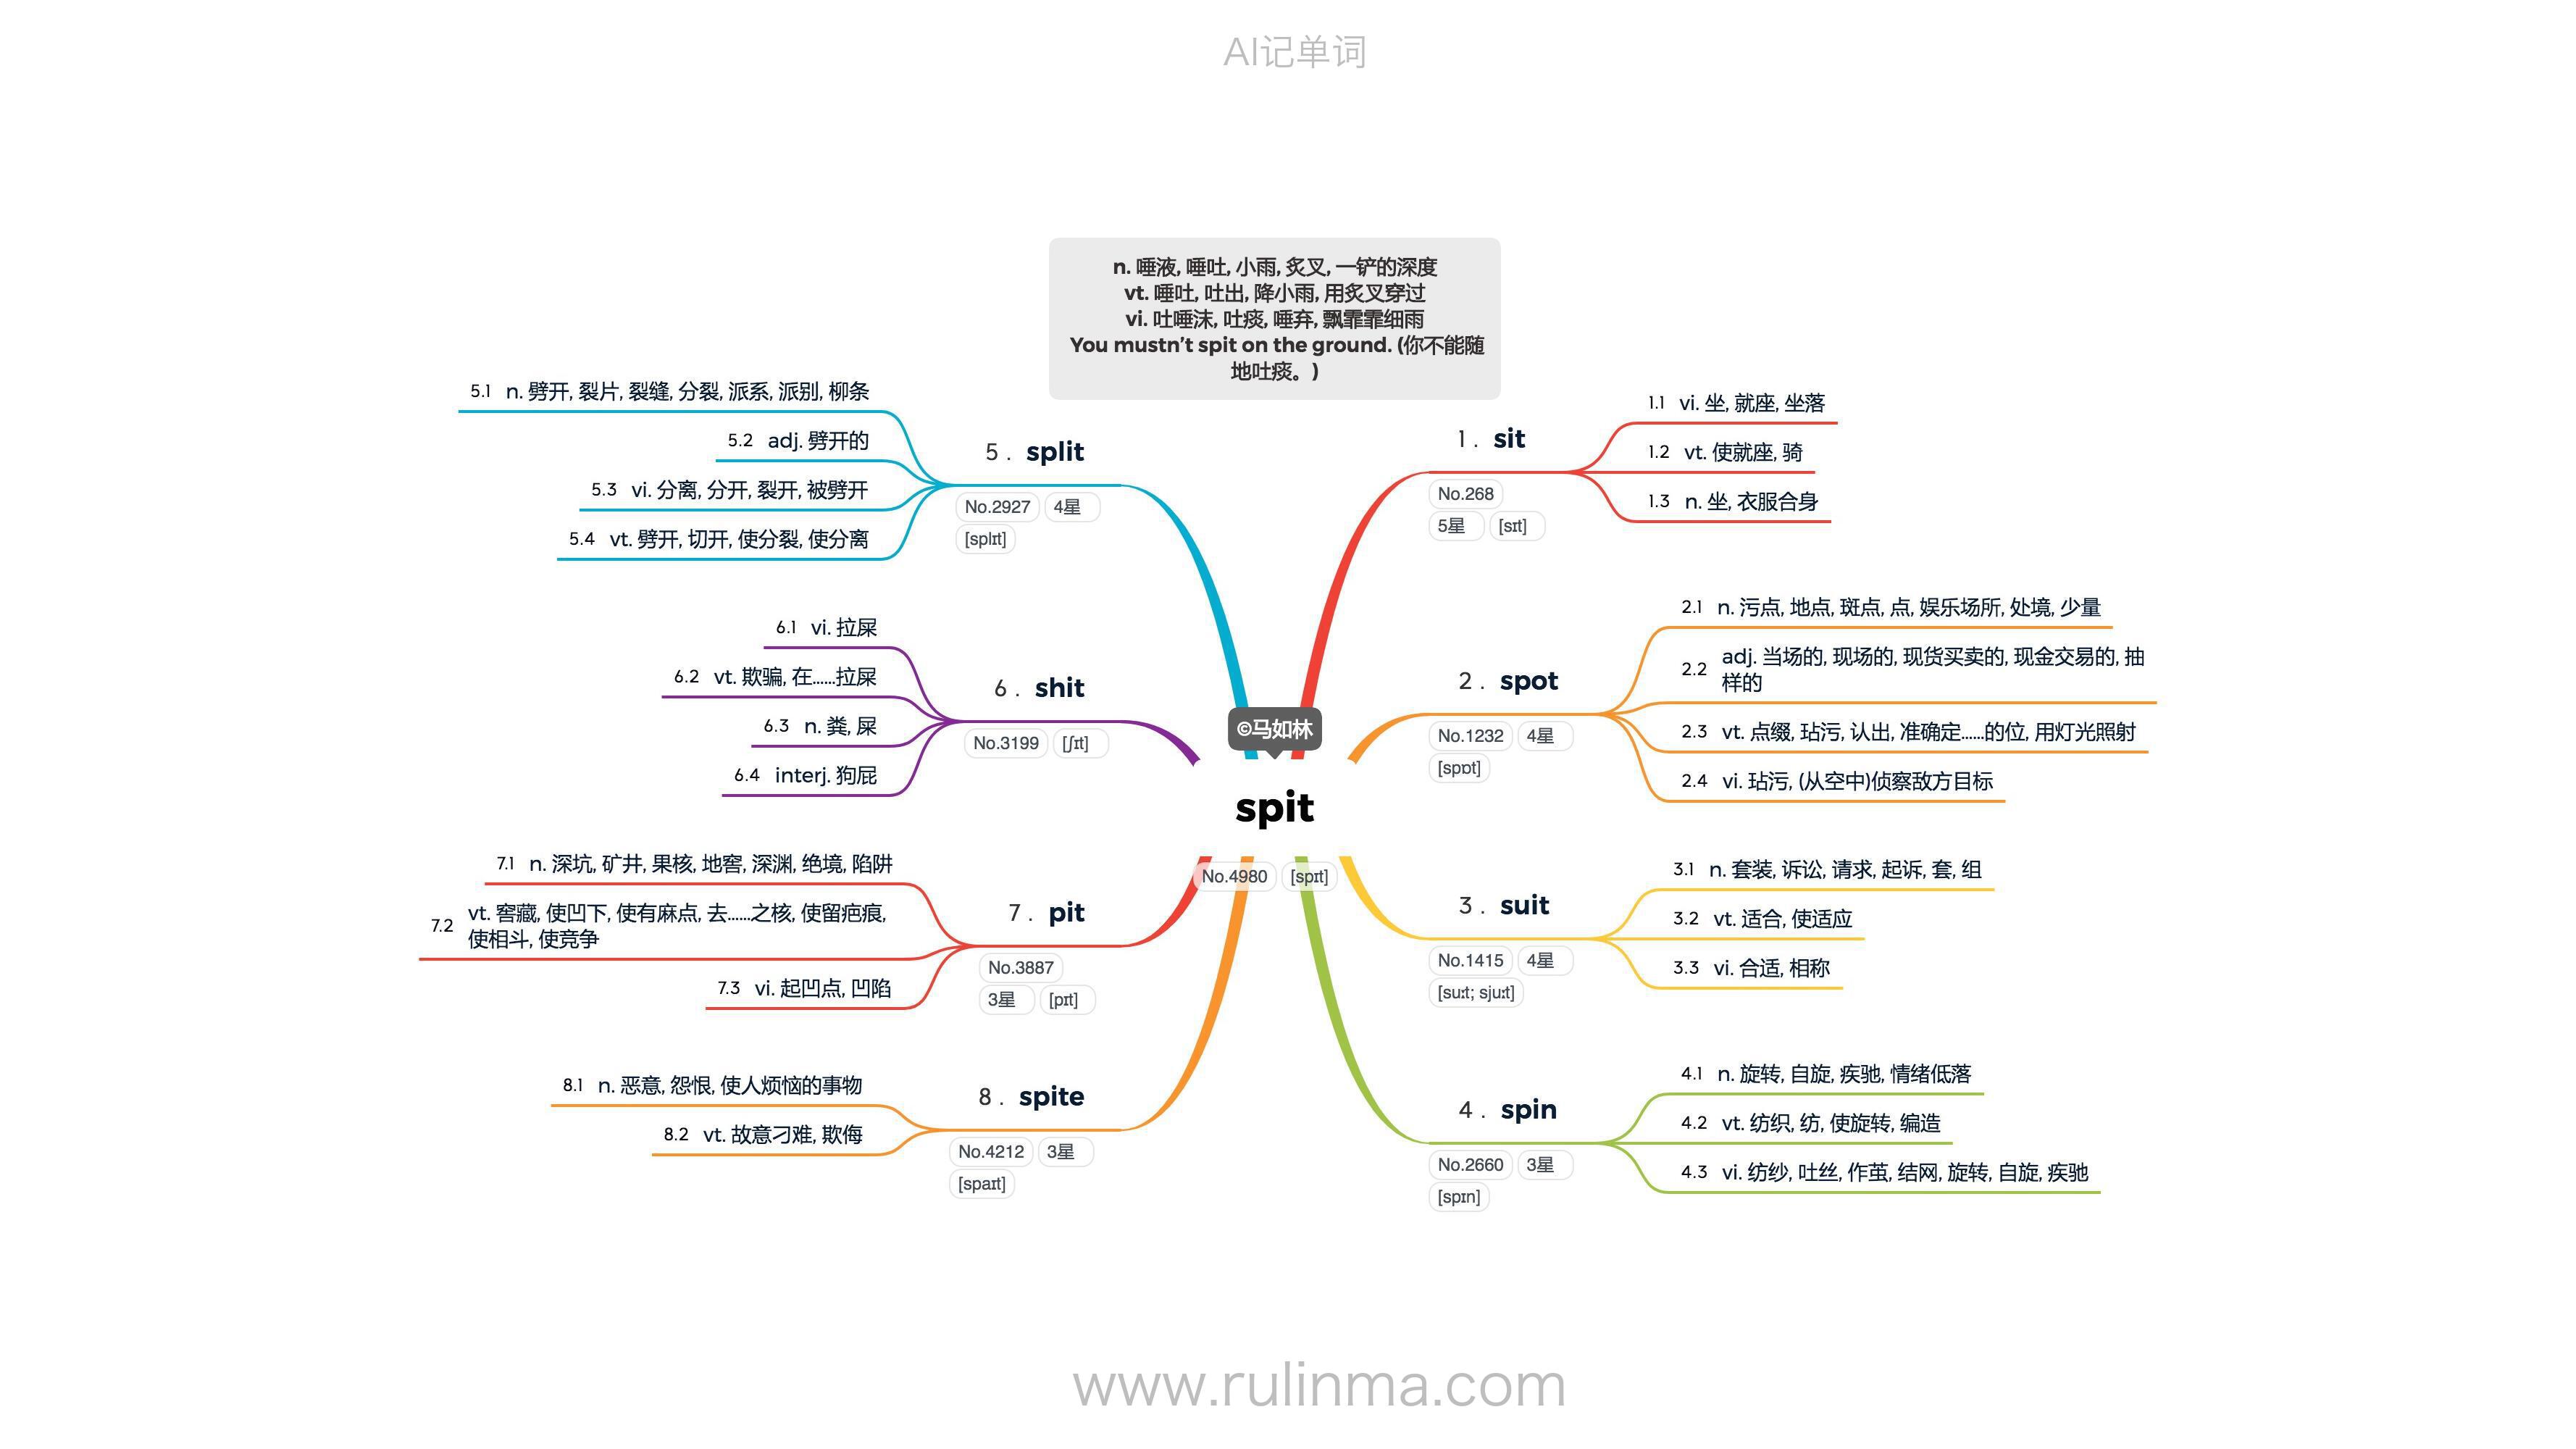 AI记单词
n. 唾液, 唾吐, 小雨, 炙叉, 一铲的深度
vt. 唾吐, 吐出, 降小雨, 用炙叉穿过
vi. 吐唾沫, 吐痰, 唾弃, 飘霏霏细雨
You mustn’t spit on the ground. (你不能随
地吐痰。)
©马如林
spit
No.4980 [spɪt]
1 . sit
No.268
5星 [sɪt]
1.1 vi. 坐, 就座, 坐落
1.2 vt. 使就座, 骑
1.3 n. 坐, 衣服合身
2 . spot
No.1232 4星
[spɒt]
2.1 n. 污点, 地点, 斑点, 点, 娱乐场所, 处境, 少量
2.2 adj. 当场的, 现场的, 现货买卖的, 现金交易的, 抽
样的
2.3 vt. 点缀, 玷污, 认出, 准确定……的位, 用灯光照射
2.4 vi. 玷污, (从空中)侦察敌方目标
3 . suit
No.1415 4星
[suːt; sjuːt]
3.1 n. 套装, 诉讼, 请求, 起诉, 套, 组
3.2 vt. 适合, 使适应
3.3 vi. 合适, 相称
4 . spin
No.2660 3星
[spɪn]
4.1 n. 旋转, 自旋, 疾驰, 情绪低落
4.2 vt. 纺织, 纺, 使旋转, 编造
4.3 vi. 纺纱, 吐丝, 作茧, 结网, 旋转, 自旋, 疾驰
5 . split
No.2927 4星
[splɪt]
5.1 n. 劈开, 裂片, 裂缝, 分裂, 派系, 派别, 柳条
5.2 adj. 劈开的
5.3 vi. 分离, 分开, 裂开, 被劈开
5.4 vt. 劈开, 切开, 使分裂, 使分离
6 . shit
No.3199 [ʃɪt]
6.1 vi. 拉屎
6.2 vt. 欺骗, 在……拉屎
6.3 n. 粪, 屎
6.4 interj. 狗屁
7 . pit
No.3887
3星 [pɪt]
7.1 n. 深坑, 矿井, 果核, 地窖, 深渊, 绝境, 陷阱
7.2 vt. 窖藏, 使凹下, 使有麻点, 去……之核, 使留疤痕,
使相斗, 使竞争
7.3 vi. 起凹点, 凹陷
8 . spite
No.4212 3星
[spaɪt]
8.1 n. 恶意, 怨恨, 使人烦恼的事物
8.2 vt. 故意刁难, 欺侮
www.rulinma.com